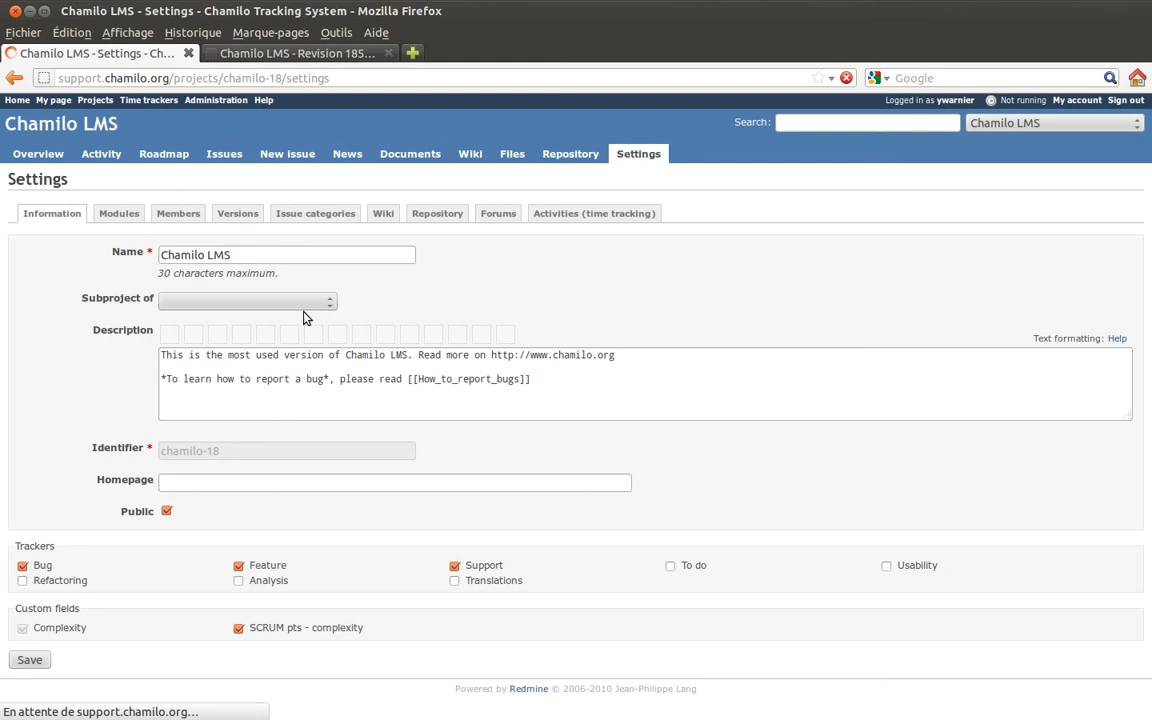 Chamilo LMS - Settings - Chamilo Tracking System - Mozilla Firefox
Fichier Édition Affichage Historique Marque-pages Outils Aide
Chamilo LMS - Settings - Ch... Chamilo LMS - Revision 185...
support.chamilo.org/projects/chamilo-18/settings Google
Home My page Projects Time trackers Administration Help Logged in as ywarnier Not running My account Sign out
Chamilo LMS Search: Chamilo LMS
Overview Activity Roadmap Issues New issue News Documents Wiki Files Repository Settings
Settings
Information Modules Members Versions Issue categories Wiki Repository Forums Activities (time tracking)
Name * Chamilo LMS
30 characters maximum.
Subproject of
Description
Text formatting: Help
This is the most used version of Chamilo LMS. Read more on http://www.chamilo.org
*To learn how to report a bug*, please read [[How_to_report_bugs]]
Identifier * chamilo-18
Homepage
Public
Trackers
Bug Feature Support To do Usability
Refactoring Analysis Translations
Custom fields
Complexity SCRUM pts - complexity
Save
Powered by Redmine © 2006-2010 Jean-Philippe Lang
En attente de support.chamilo.org...